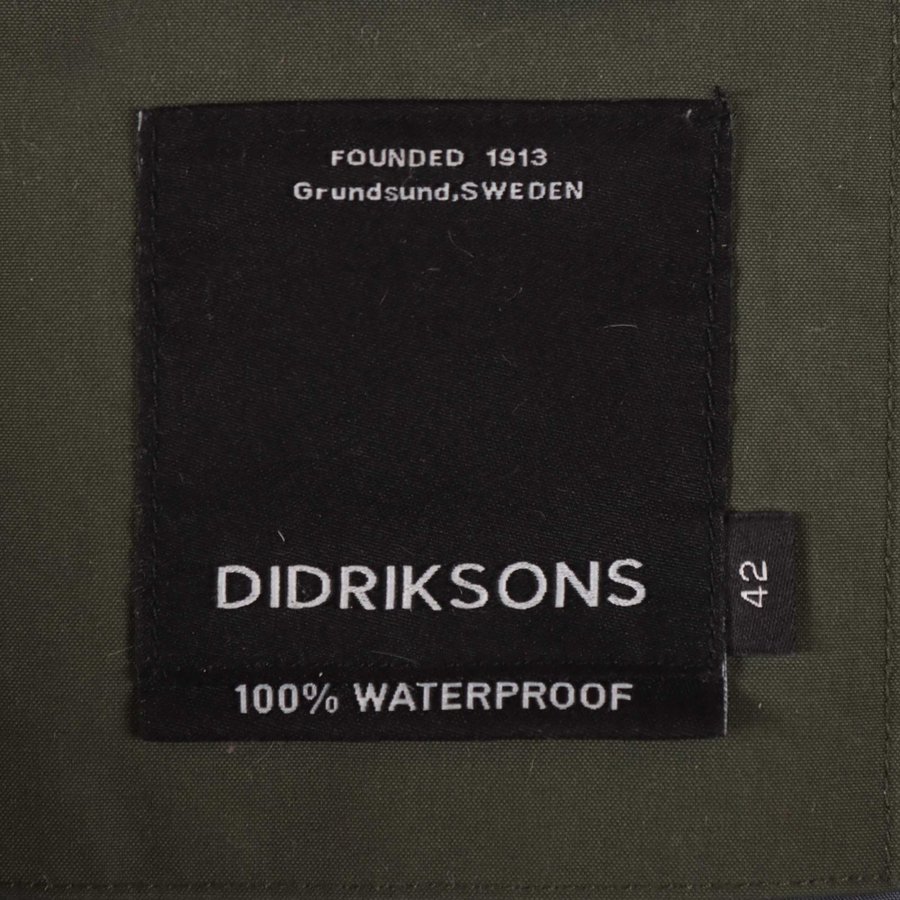 FOUNDED 1913
Grundsund,SWEDEN
DIDRIKSONS
42
100% WATERPROOF